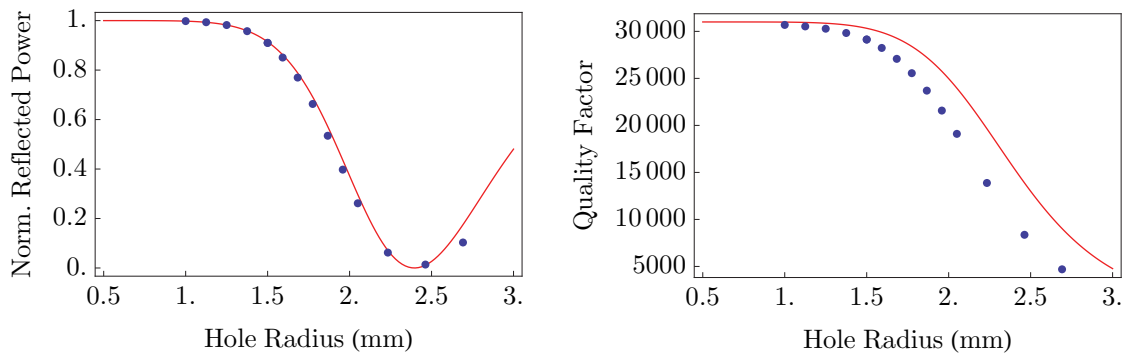 Norm. Reflected Power
1.
0.8
0.6
0.4
0.2
0.
0.5 1. 1.5 2. 2.5 3.
Hole Radius (mm)
Quality Factor
30 000
25 000
20 000
15 000
10 000
5000
0.5 1. 1.5 2. 2.5 3.
Hole Radius (mm)